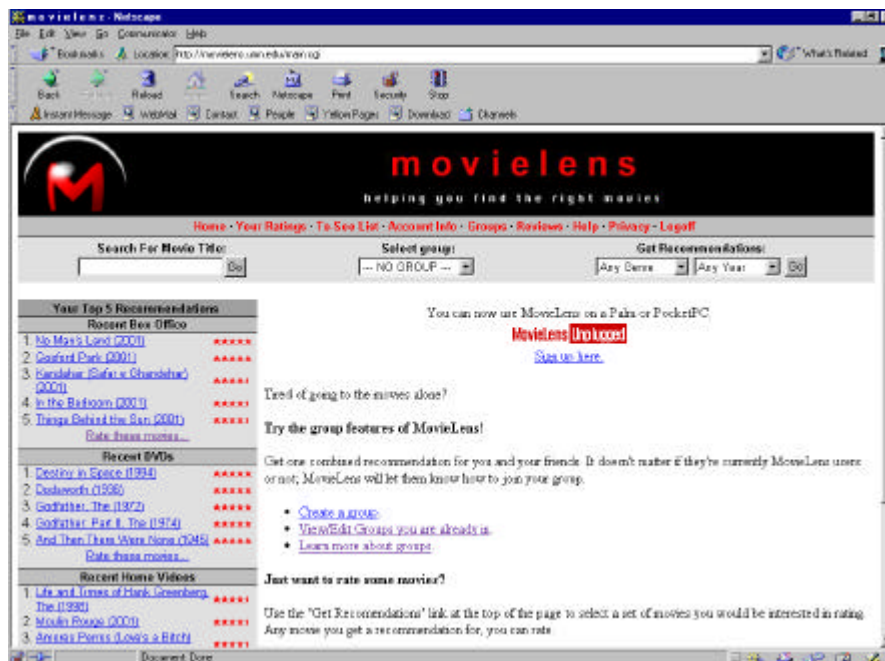 movielens - Netscape
File Edit View Go Communicator Help
Bookmarks Location: http://movielens.umn.edu/main.cgi What's Related
Back Reload Search Netscape Print Security Stop
Instant Message WebMail Contact People Yellow Pages Download Channels
M
movielens
helping you find the right movies
Home · Your Ratings · To-See List · Account Info · Groups · Reviews · Help · Privacy · Logoff
Search For Movie Title: Select group: Get Recommendations:
Go -- NO GROUP -- Any Genre Any Year Go
Your Top 5 Recommendations
Recent Box Office
1. No Man's Land (2001)
2. Gosford Park (2001)
3. Kandahar (Safar e Ghandehar)
(2001)
4. In the Bedroom (2001)
5. Things Behind the Sun (2001)
Rate these movies...
Recent DVDs
1. Destiny in Space (1994)
2. Dodsworth (1936)
3. Godfather, The (1972)
4. Godfather: Part II, The (1974)
5. And Then There Were None (1945)
Rate these movies...
Recent Home Videos
1. Life and Times of Hank Greenberg,
The (1998)
2. Moulin Rouge (2001)
3. Amores Perros (Love's a Bitch)
You can now use MovieLens on a Palm or PocketPC
MovieLens Unplugged
Sign up here.
Tired of going to the movies alone?
Try the group features of MovieLens!
Get one combined recommendation for you and your friends. It doesn't matter if they're currently MovieLens users
or not; MovieLens will let them know how to join your group.
• Create a group.
• View/Edit Groups you are already in.
• Learn more about groups.
Just want to rate some movies?
Use the "Get Recomendations" link at the top of the page to select a set of movies you would be interested in rating.
Any movie you get a recommendation for, you can rate.
Document: Done